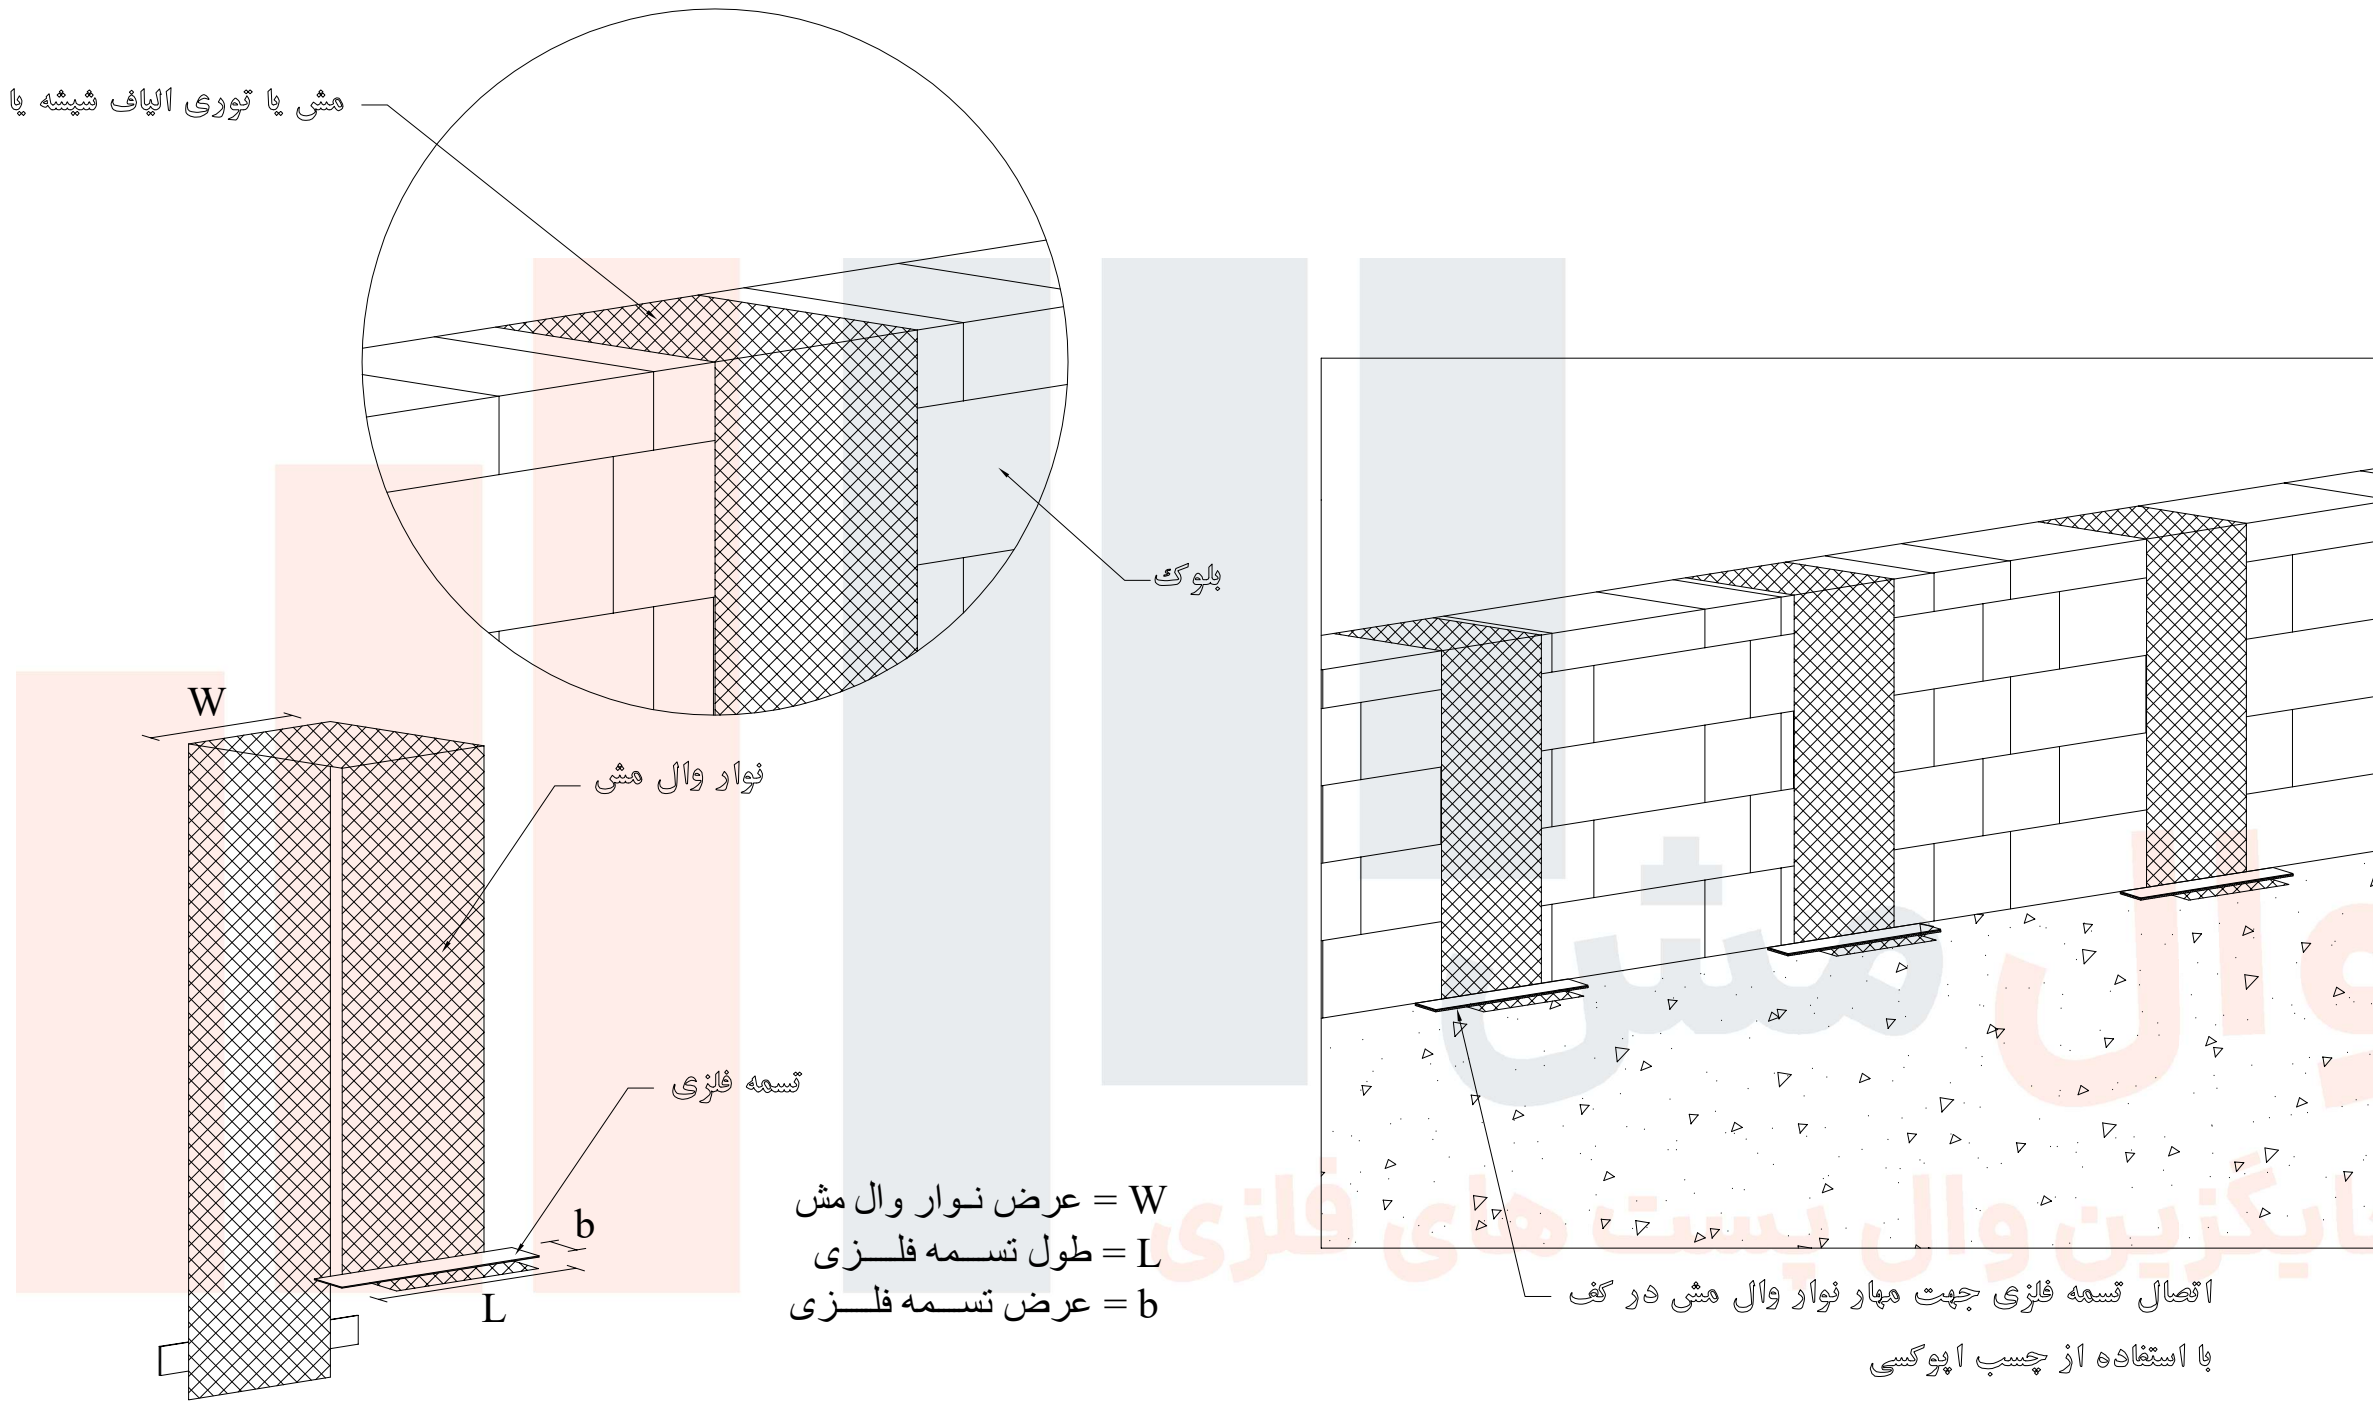 مش یا توری الیاف شیشه یا
بلوک
W
نوار وال مش
تسمه فلزی
b
L
W = عرض نوار وال مش
L = طول تسمه فلزی
b = عرض تسمه فلزی
اتصال تسمه فلزی جهت مهار نوار وال مش در کف
با استفاده از چسب اپوکسی
وال مش
جایگزین وال پست های فلزی